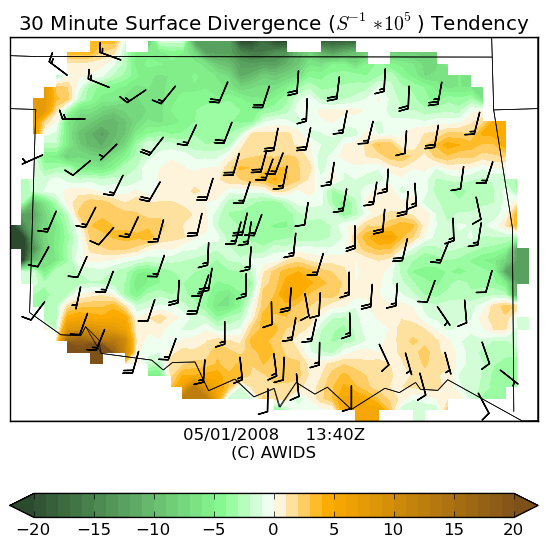 30 Minute Surface Divergence (S⁻¹ *10⁵ ) Tendency
05/01/2008 13:40Z
(C) AWIDS
−20 −15 −10 −5 0 5 10 15 20